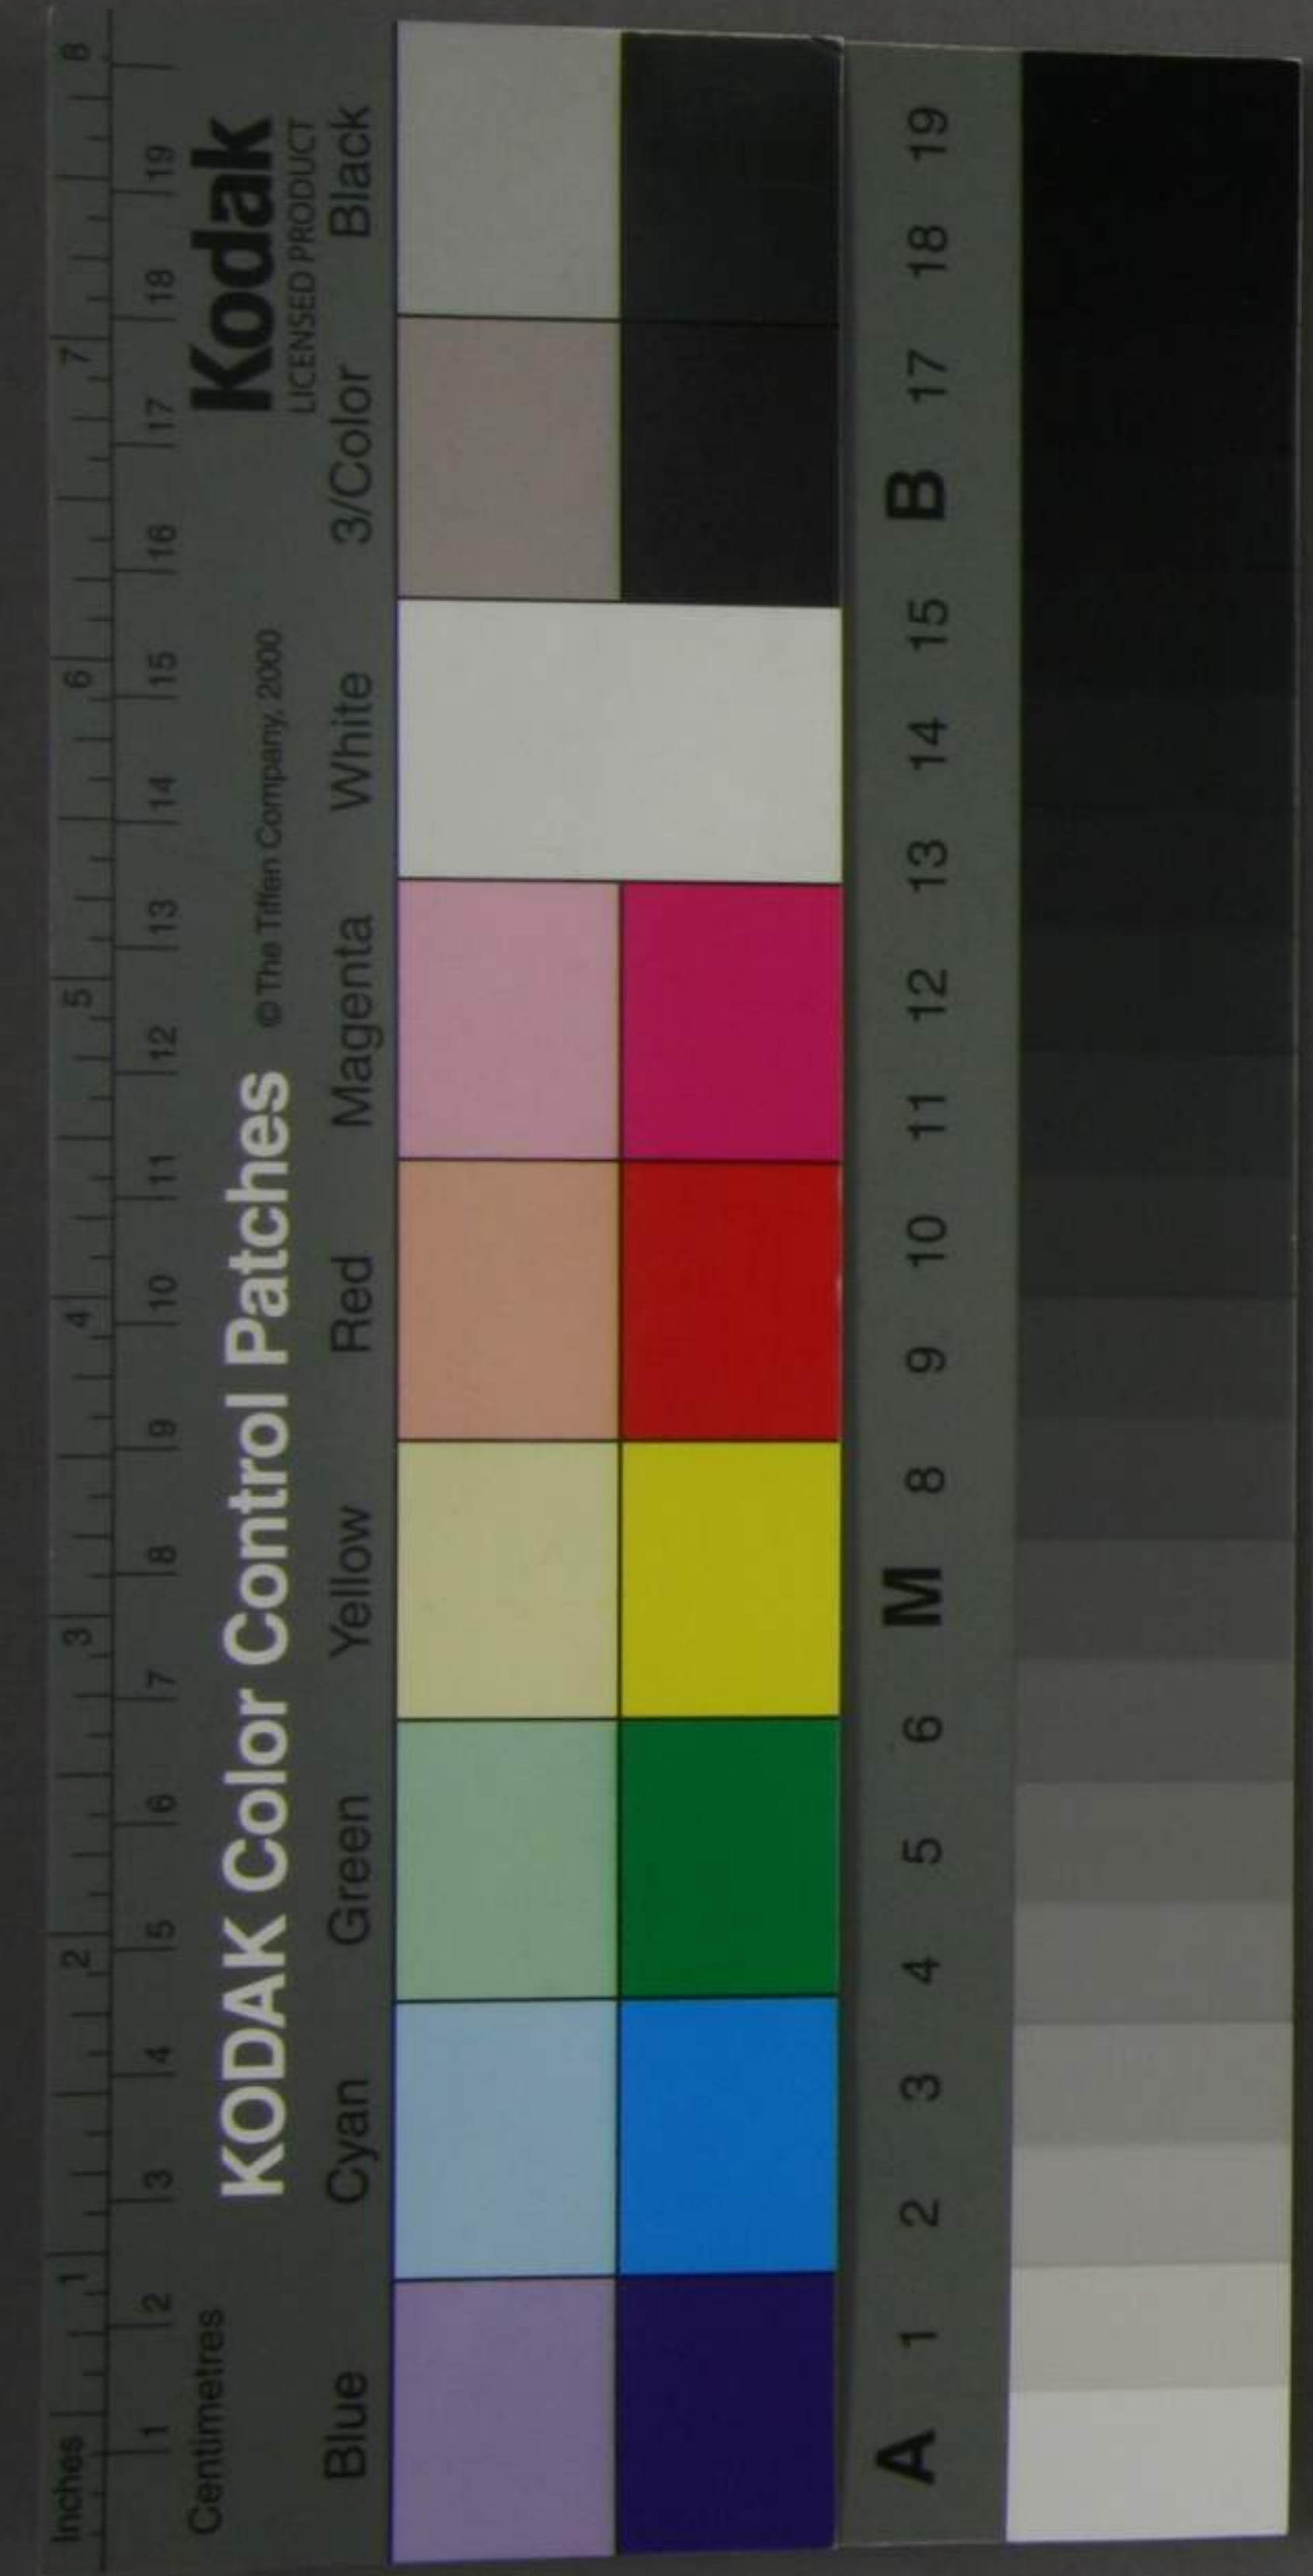 Inches 1 2 3 4 5 6 7 8
Centimetres 1 2 3 4 5 6 7 8 9 10 11 12 13 14 15 16 17 18 19
KODAK Color Control Patches © The Tiffen Company, 2000 Kodak
LICENSED PRODUCT
Blue Cyan Green Yellow Red Magenta White 3/Color Black
A 1 2 3 4 5 6 M 8 9 10 11 12 13 14 15 B 17 18 19